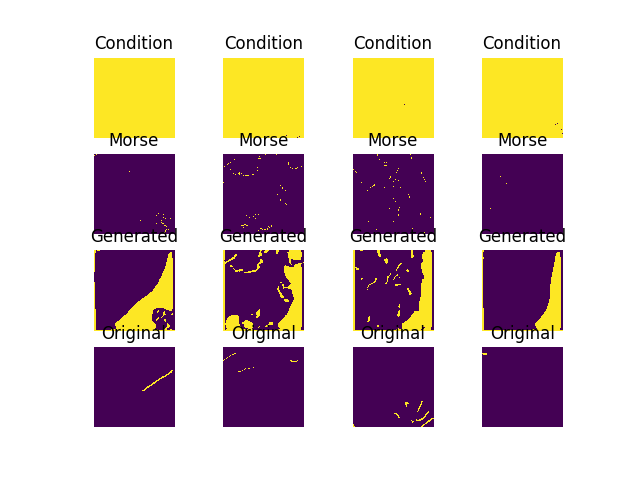 Condition Condition Condition Condition
Morse Morse Morse Morse
Generated Generated Generated Generated
Original Original Original Original